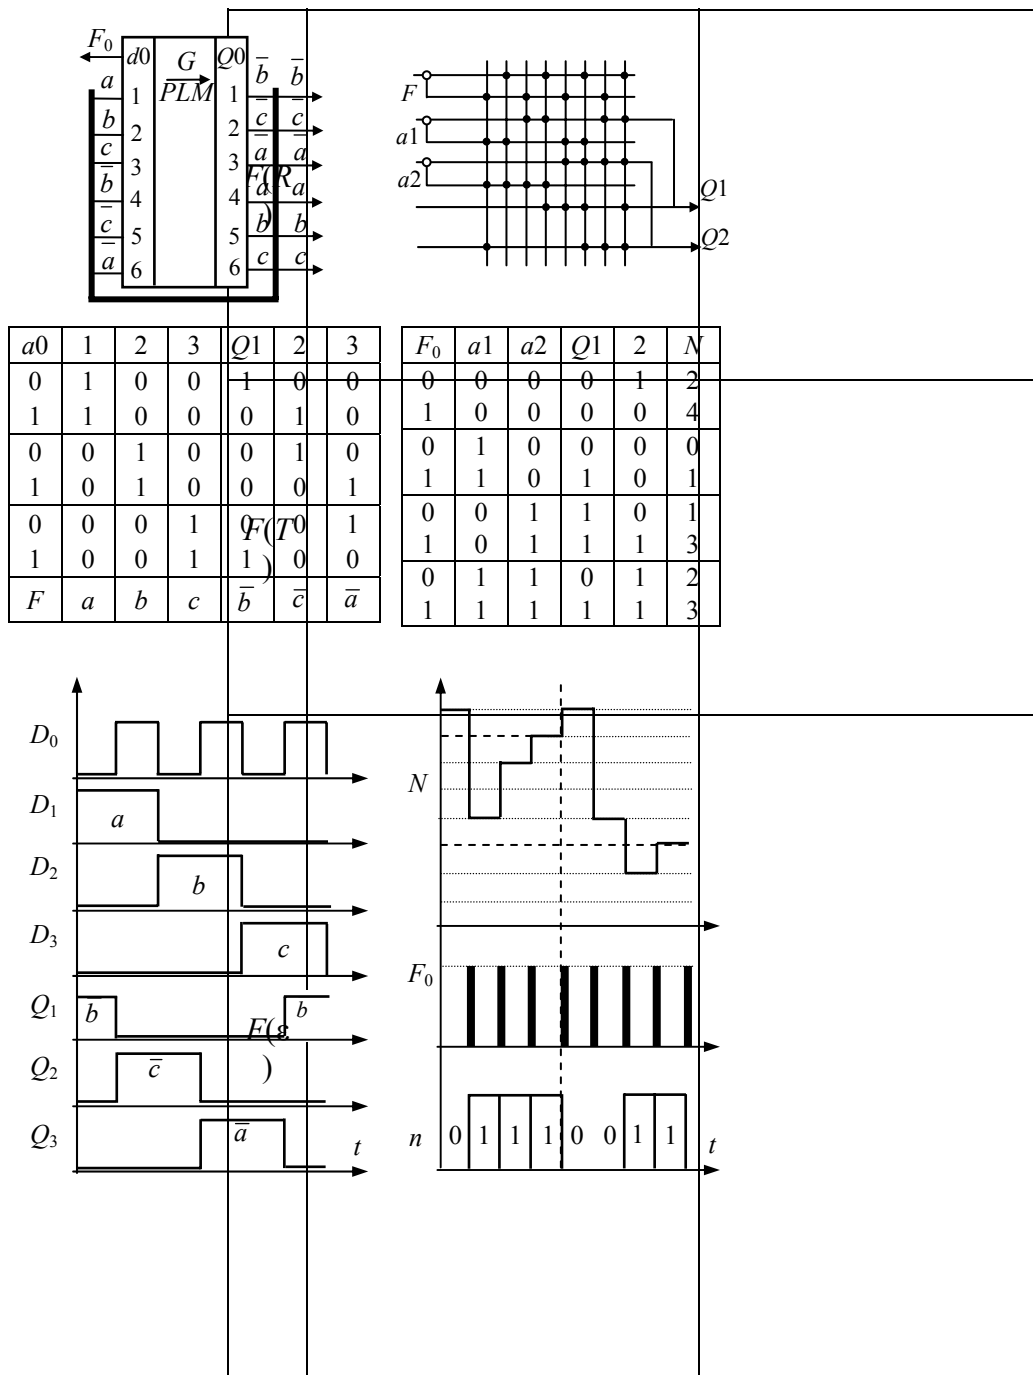 F₀ d0 G Q0
PLM
a 1 1 b̅ b̅
b 2 2 c̅ c̅
c 3 3 a̅ a̅
b̅ 4 4 a a
c̅ 5 5 b b
a̅ 6 6 c c
F(R
)
F
a1
a2
Q1
Q2
a0 1 2 3 Q1 2 3
0 1 0 0 1 0 0
1 1 0 0 0 1 0
0 0 1 0 0 1 0
1 0 1 0 0 0 1
0 0 0 1 0 0 1
1 0 0 1 1 0 0
F a b c b̅ c̅ a̅
F(T
)
F₀ a1 a2 Q1 2 N
0 0 0 0 1 2
1 0 0 0 0 4
0 1 0 0 0 0
1 1 0 1 0 1
0 0 1 1 0 1
1 0 1 1 1 3
0 1 1 0 1 2
1 1 1 1 1 3
D₀
D₁ a
D₂ b
D₃ c
Q₁ b̅ b
Q₂ c̅
Q₃ a̅ t
F(ε
)
N
F₀
n 0 1 1 1 0 0 1 1 t